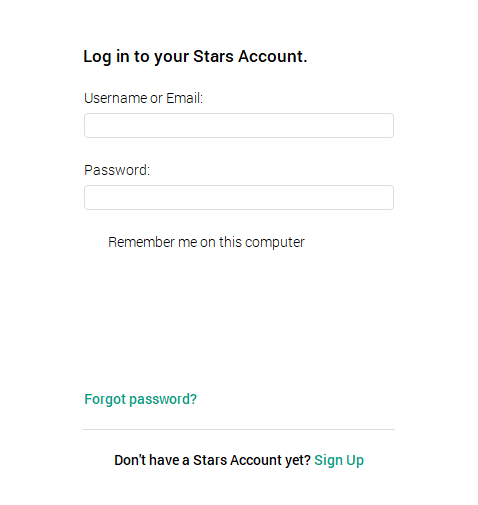 Log in to your Stars Account.
Username or Email:
Password:
Remember me on this computer
Forgot password?
Don't have a Stars Account yet? Sign Up